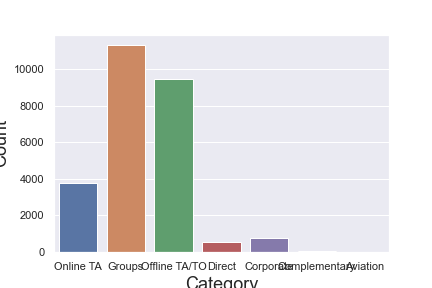 10000
8000
6000
4000
2000
0
Count
Online TA Groups Offline TA/TO Direct Corporate Complementary Aviation
Category